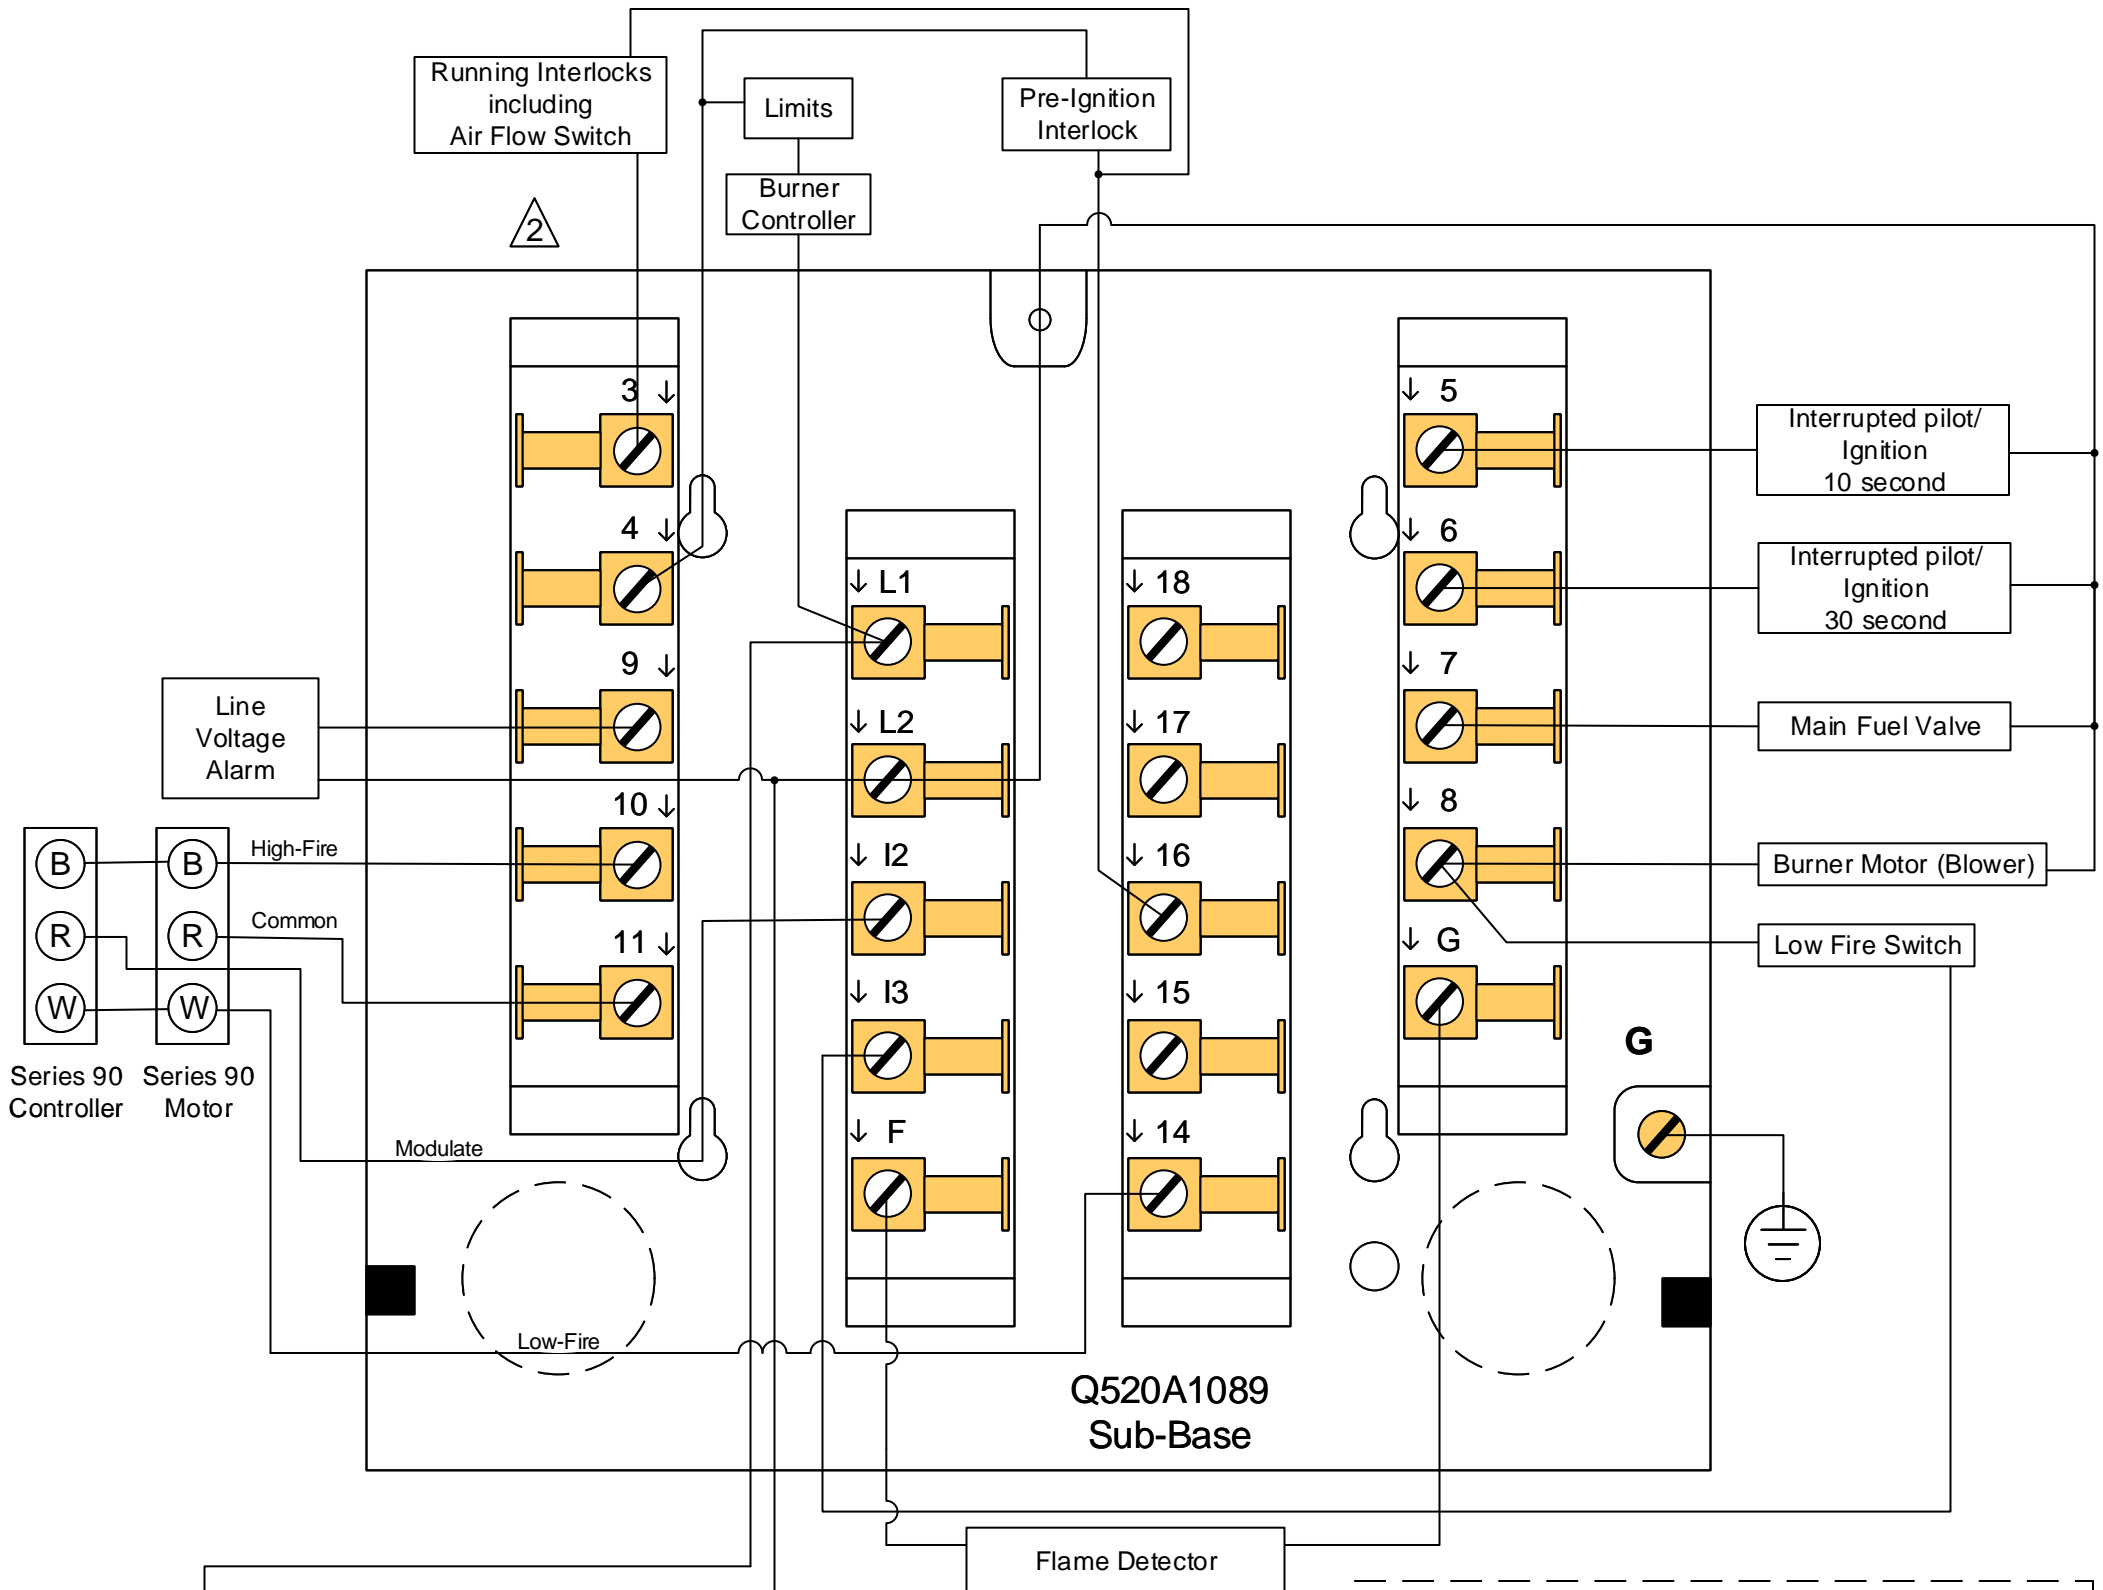 Running Interlocks
including
Air Flow Switch
Limits
Pre-Ignition
Interlock
Burner
Controller
2
3
4
9
10
11
L1
L2
I2
I3
F
18
17
16
15
14
5
6
7
8
G
G
Interrupted pilot/
Ignition
10 second
Interrupted pilot/
Ignition
30 second
Main Fuel Valve
Burner Motor (Blower)
Low Fire Switch
Line
Voltage
Alarm
B
R
W
B
R
W
High-Fire
Common
Series 90
Controller
Series 90
Motor
Modulate
Low-Fire
Q520A1089
Sub-Base
Flame Detector